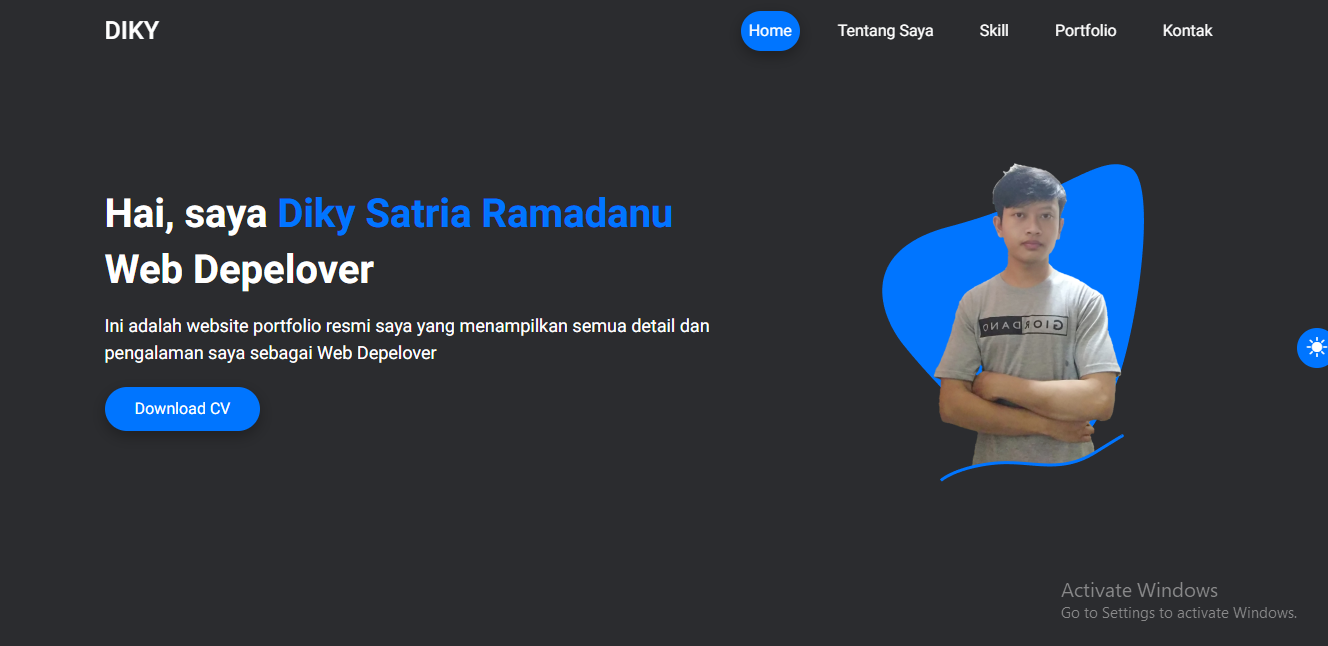 DIKY
Home Tentang Saya Skill Portfolio Kontak
Hai, saya Diky Satria Ramadanu
Web Depelover
Ini adalah website portfolio resmi saya yang menampilkan semua detail dan
pengalaman saya sebagai Web Depelover
Download CV
GIORDANO
Activate Windows
Go to Settings to activate Windows.